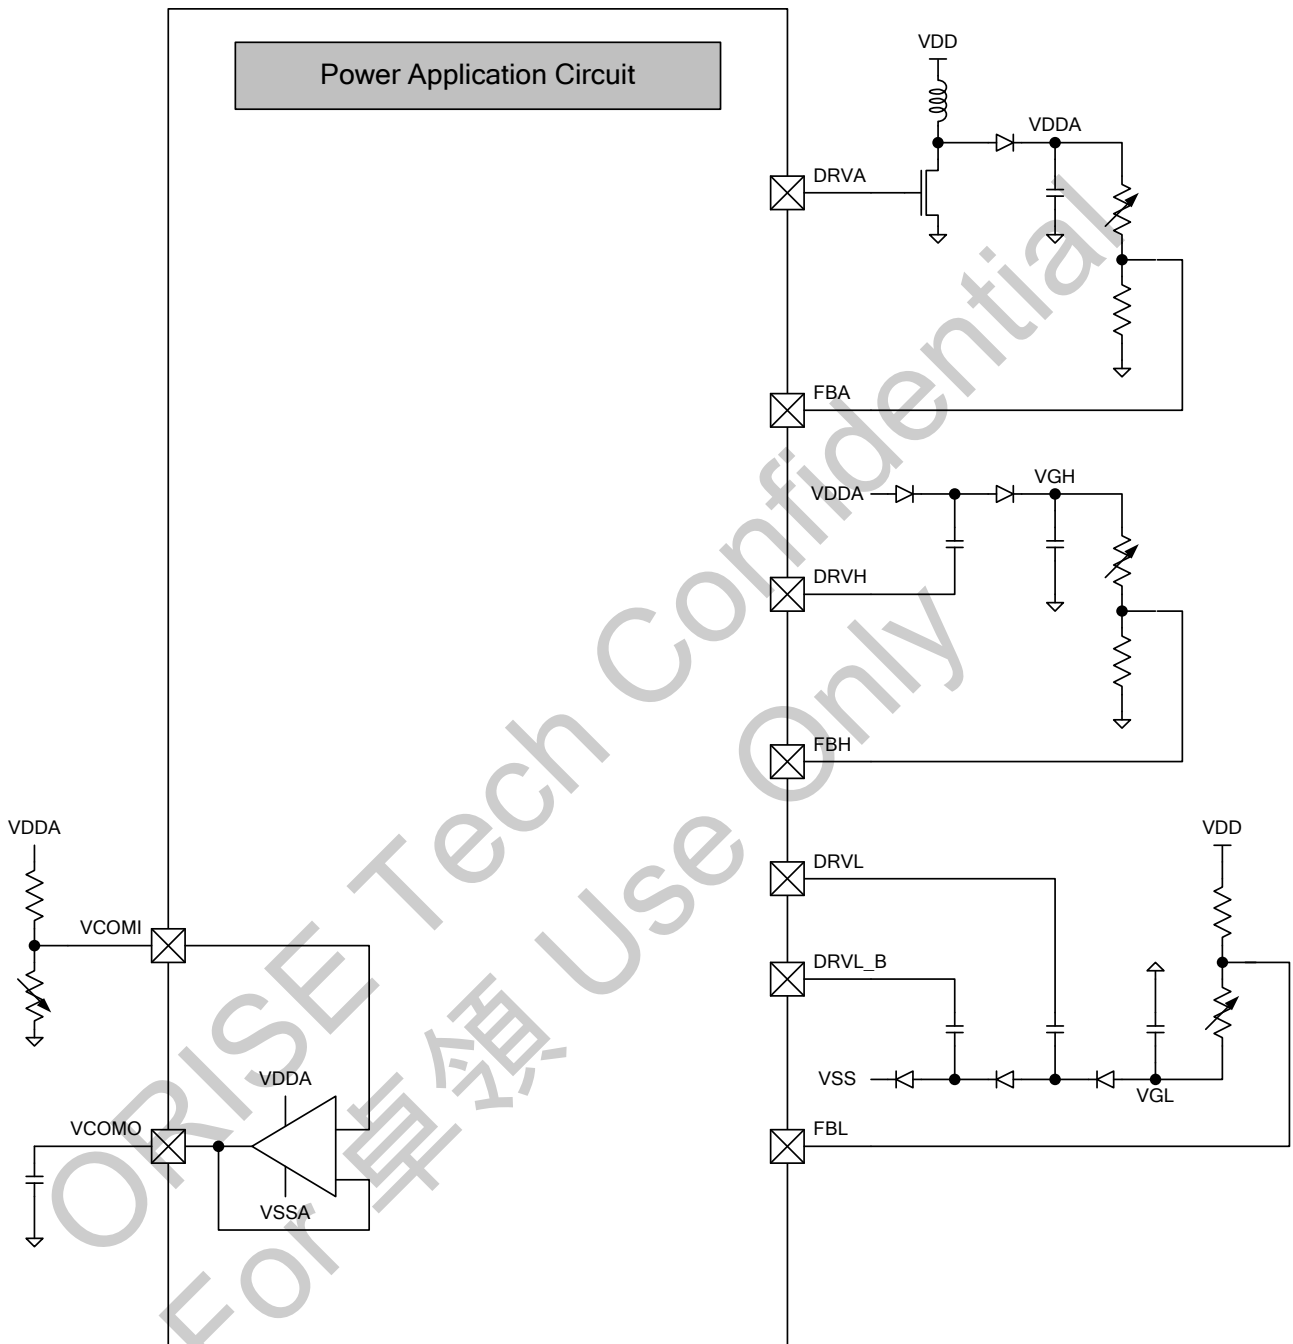 Power Application Circuit
VDD
VDDA
DRVA
FBA
VGH
VDDA
DRVH
FBH
VDDA
VDD
DRVL
VCOMI
DRVL_B
VDDA
VSS
VGL
VCOMO
FBL
VSSA
ORISE Tech Confidential
For 卓領 Use Only